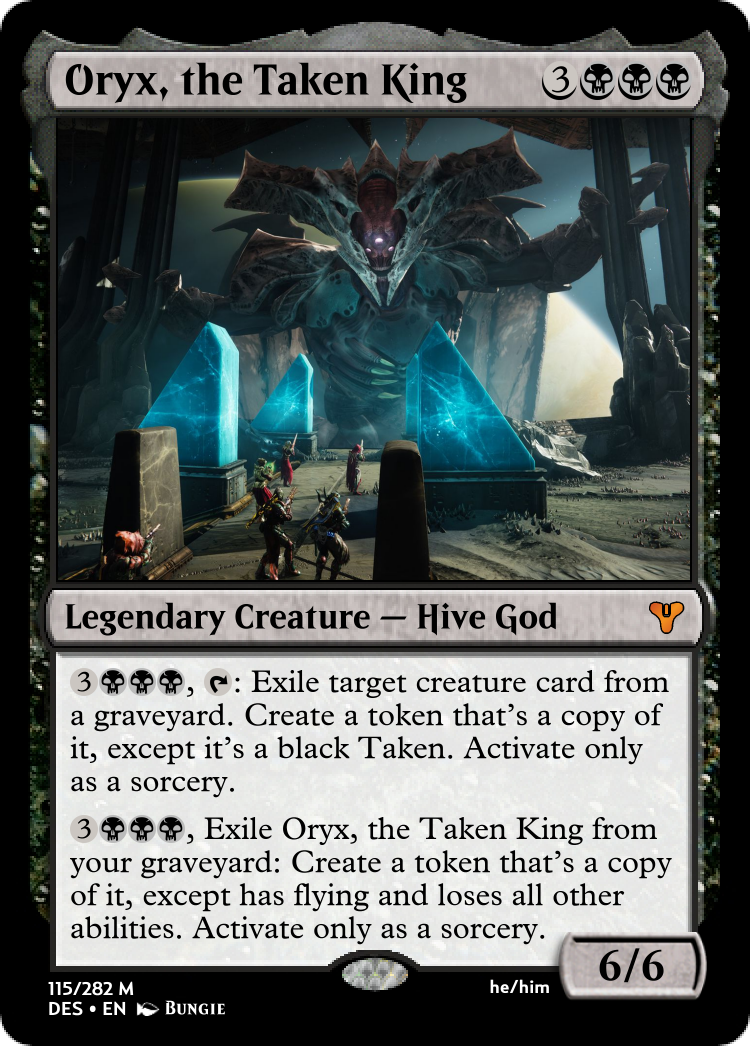 Oryx, the Taken King 3
Legendary Creature — Hive God
3, : Exile target creature card from
a graveyard. Create a token that's a copy of
it, except it's a black Taken. Activate only
as a sorcery.
3, Exile Oryx, the Taken King from
your graveyard: Create a token that's a copy
of it, except has flying and loses all other
abilities. Activate only as a sorcery.
6/6
115/282 M
he/him
DES • EN Bungie